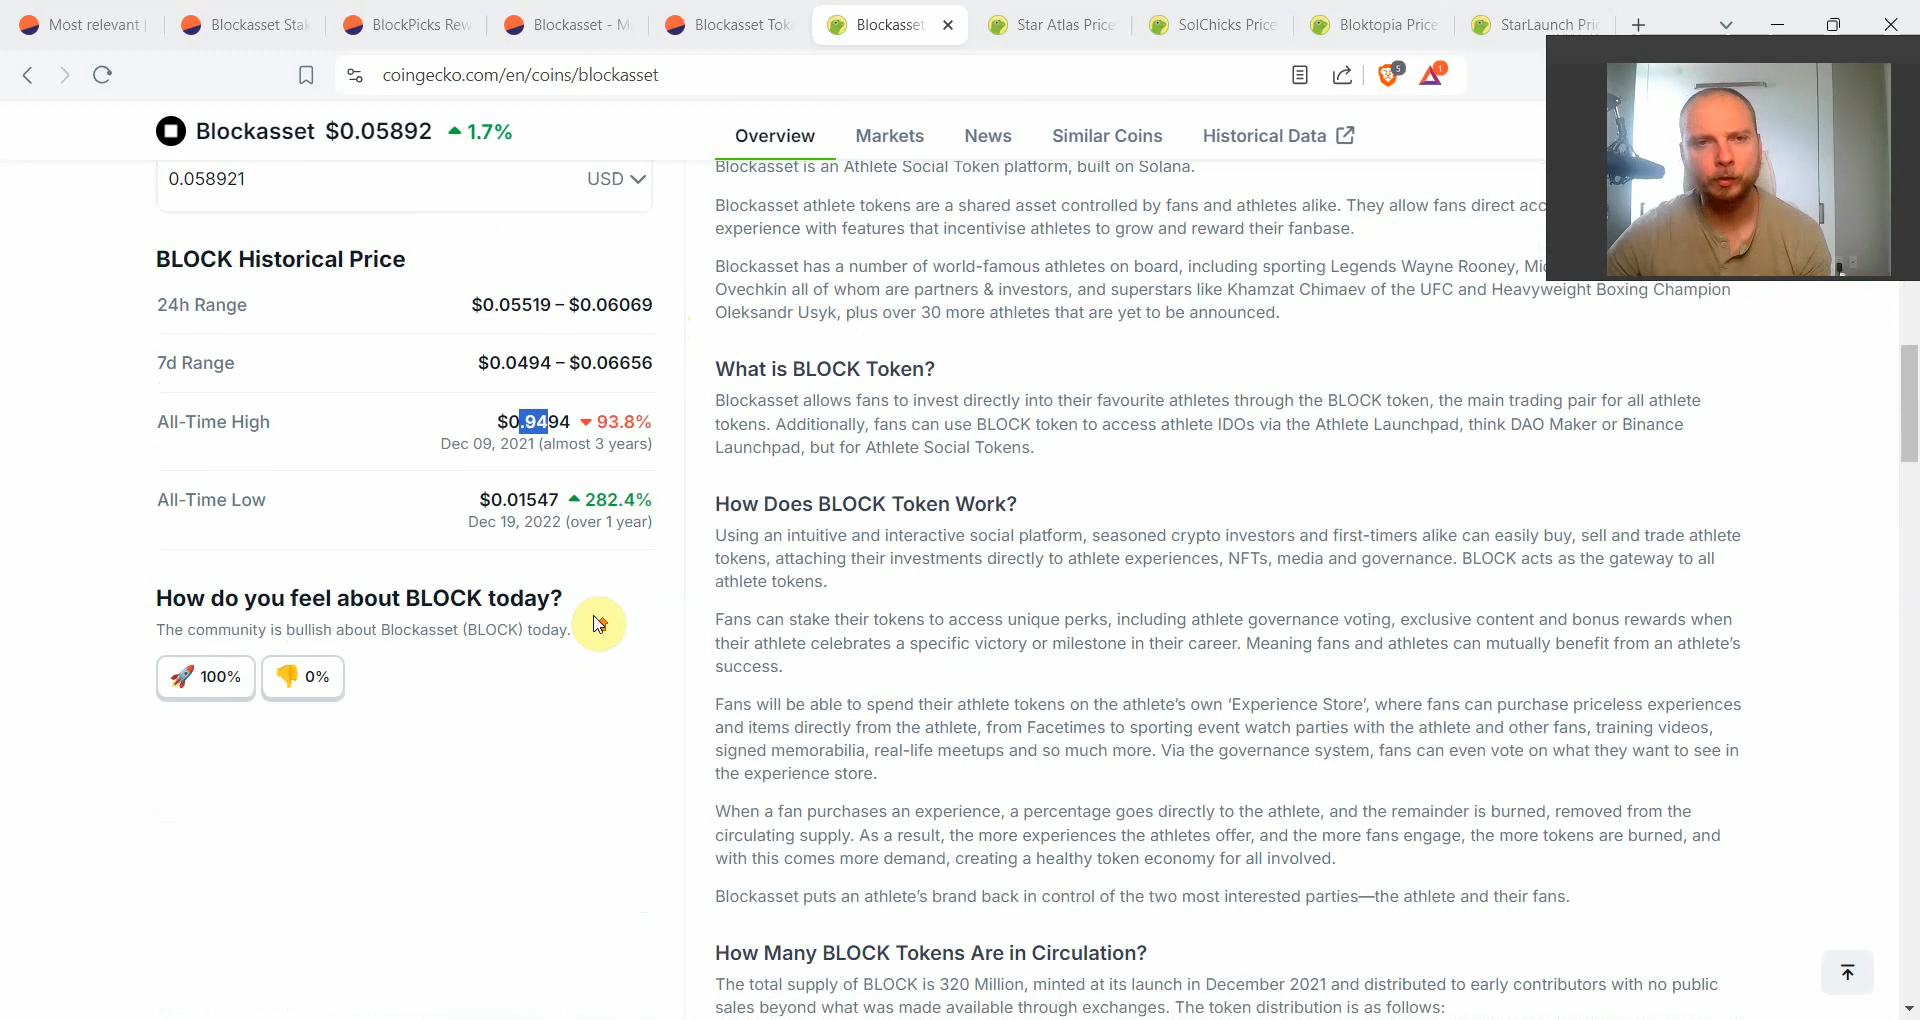 Most relevant
Blockasset Stak
BlockPicks Rew
Blockasset - M
Blockasset Tok
Blockasset
Star Atlas Price
SolChicks Price
Bloktopia Price
StarLaunch Pric
coingecko.com/en/coins/blockasset
5
1
Blockasset $0.05892 1.7%
Overview
Markets
News
Similar Coins
Historical Data
0.058921
USD
BLOCK Historical Price
24h Range
$0.05519 – $0.06069
7d Range
$0.0494 – $0.06656
All-Time High
$0.9494 93.8%
Dec 09, 2021 (almost 3 years)
All-Time Low
$0.01547 282.4%
Dec 19, 2022 (over 1 year)
How do you feel about BLOCK today?
The community is bullish about Blockasset (BLOCK) today.
100%
0%
Blockasset is an Athlete Social Token platform, built on Solana.
Blockasset athlete tokens are a shared asset controlled by fans and athletes alike. They allow fans direct acc
experience with features that incentivise athletes to grow and reward their fanbase.
Blockasset has a number of world-famous athletes on board, including sporting Legends Wayne Rooney, Mic
Ovechkin all of whom are partners & investors, and superstars like Khamzat Chimaev of the UFC and Heavyweight Boxing Champion
Oleksandr Usyk, plus over 30 more athletes that are yet to be announced.
What is BLOCK Token?
Blockasset allows fans to invest directly into their favourite athletes through the BLOCK token, the main trading pair for all athlete
tokens. Additionally, fans can use BLOCK token to access athlete IDOs via the Athlete Launchpad, think DAO Maker or Binance
Launchpad, but for Athlete Social Tokens.
How Does BLOCK Token Work?
Using an intuitive and interactive social platform, seasoned crypto investors and first-timers alike can easily buy, sell and trade athlete
tokens, attaching their investments directly to athlete experiences, NFTs, media and governance. BLOCK acts as the gateway to all
athlete tokens.
Fans can stake their tokens to access unique perks, including athlete governance voting, exclusive content and bonus rewards when
their athlete celebrates a specific victory or milestone in their career. Meaning fans and athletes can mutually benefit from an athlete's
success.
Fans will be able to spend their athlete tokens on the athlete's own ‘Experience Store’, where fans can purchase priceless experiences
and items directly from the athlete, from Facetimes to sporting event watch parties with the athlete and other fans, training videos,
signed memorabilia, real-life meetups and so much more. Via the governance system, fans can even vote on what they want to see in
the experience store.
When a fan purchases an experience, a percentage goes directly to the athlete, and the remainder is burned, removed from the
circulating supply. As a result, the more experiences the athletes offer, and the more fans engage, the more tokens are burned, and
with this comes more demand, creating a healthy token economy for all involved.
Blockasset puts an athlete's brand back in control of the two most interested parties—the athlete and their fans.
How Many BLOCK Tokens Are in Circulation?
The total supply of BLOCK is 320 Million, minted at its launch in December 2021 and distributed to early contributors with no public
sales beyond what was made available through exchanges. The token distribution is as follows: